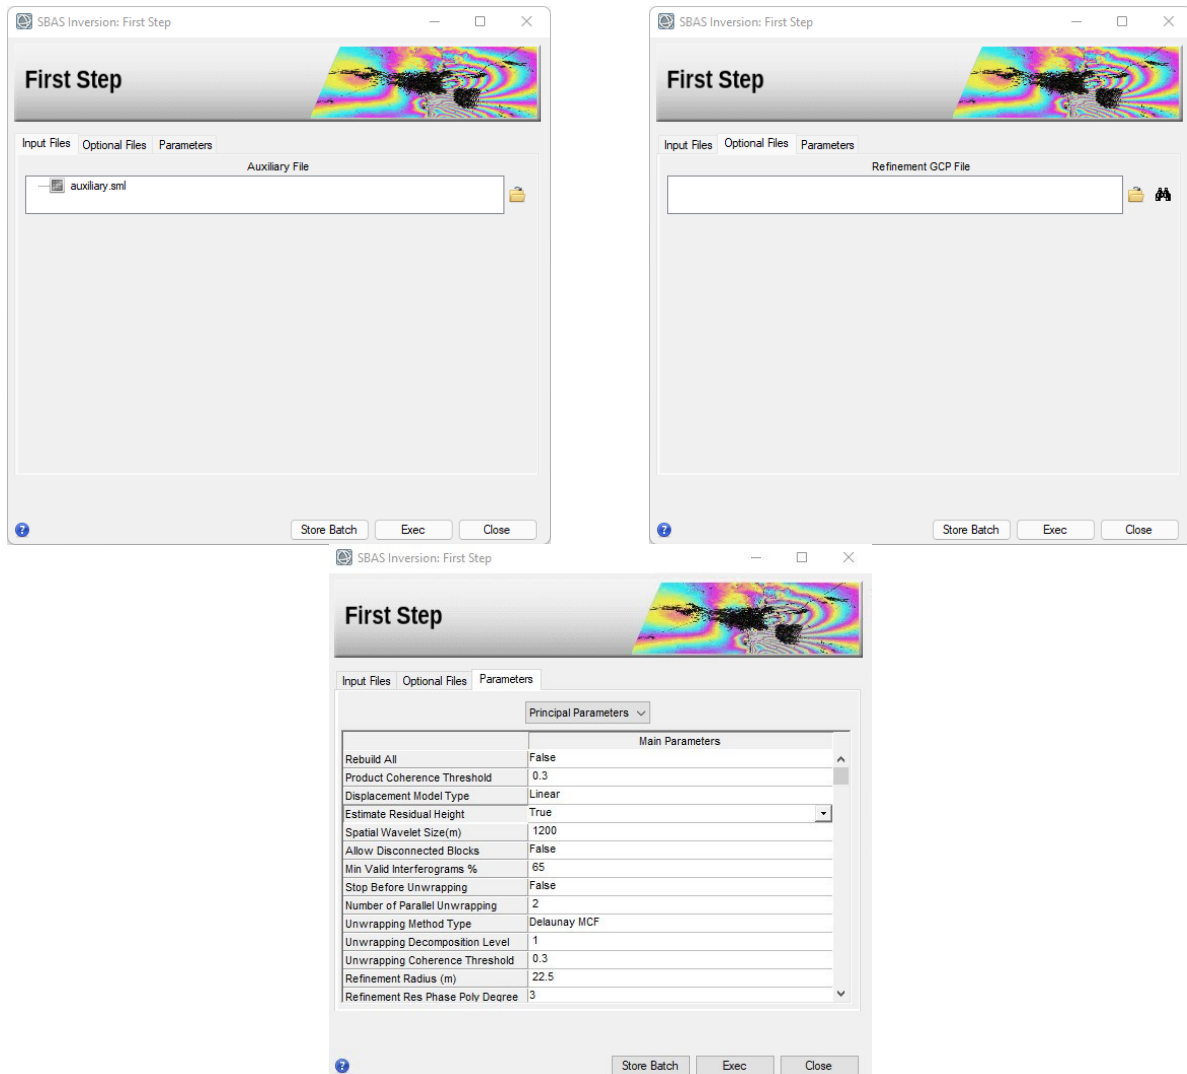 SBAS Inversion: First Step
First Step
Input Files Optional Files Parameters
Auxiliary File
auxiliary.sml
Store Batch Exec Close
SBAS Inversion: First Step
First Step
Input Files Optional Files Parameters
Refinement GCP File
Store Batch Exec Close
SBAS Inversion: First Step
First Step
Input Files Optional Files Parameters
Principal Parameters
Main Parameters
Rebuild All False
Product Coherence Threshold 0.3
Displacement Model Type Linear
Estimate Residual Height True
Spatial Wavelet Size(m) 1200
Allow Disconnected Blocks False
Min Valid Interferograms % 65
Stop Before Unwrapping False
Number of Parallel Unwrapping 2
Unwrapping Method Type Delaunay MCF
Unwrapping Decomposition Level 1
Unwrapping Coherence Threshold 0.3
Refinement Radius (m) 22.5
Refinement Res Phase Poly Degree 3
Store Batch Exec Close